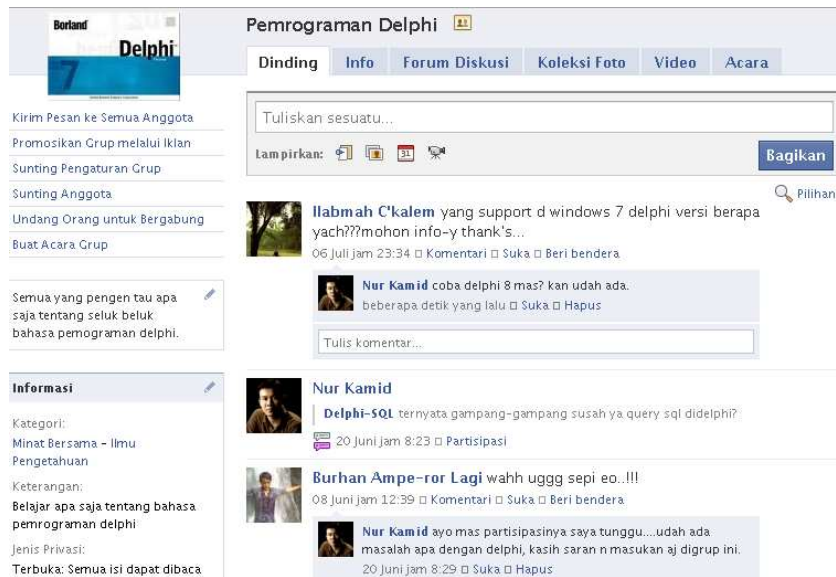 Borland
Delphi
7
Kirim Pesan ke Semua Anggota
Promosikan Grup melalui Iklan
Sunting Pengaturan Grup
Sunting Anggota
Undang Orang untuk Bergabung
Buat Acara Grup
Semua yang pengen tau apa
saja tentang seluk beluk
bahasa pemograman delphi.
Informasi
Kategori:
Minat Bersama - Ilmu
Pengetahuan
Keterangan:
Belajar apa saja tentang bahasa
pemrograman delphi
Jenis Privasi:
Terbuka: Semua isi dapat dibaca
Pemrograman Delphi
Dinding Info Forum Diskusi Koleksi Foto Video Acara
Tuliskan sesuatu...
Lampirkan: 31
Bagikan
Pilihan
Ilabmah C'kalem yang support d windows 7 delphi versi berapa
yach???mohon info-y thank's...
06 Juli jam 23:34 □ Komentari □ Suka □ Beri bendera
Nur Kamid coba delphi 8 mas? kan udah ada.
beberapa detik yang lalu □ Suka □ Hapus
Tulis komentar...
Nur Kamid
Delphi-SQL ternyata gampang-gampang susah ya query sql didelphi?
20 Juni jam 8:23 □ Partisipasi
Burhan Ampe-ror Lagi wahh uggg sepi eo..!!!
08 Juni jam 12:39 □ Komentari □ Suka □ Beri bendera
Nur Kamid ayo mas partisipasinya saya tunggu....udah ada
masalah apa dengan delphi, kasih saran n masukan aj digrup ini.
20 Juni jam 8:29 □ Suka □ Hapus